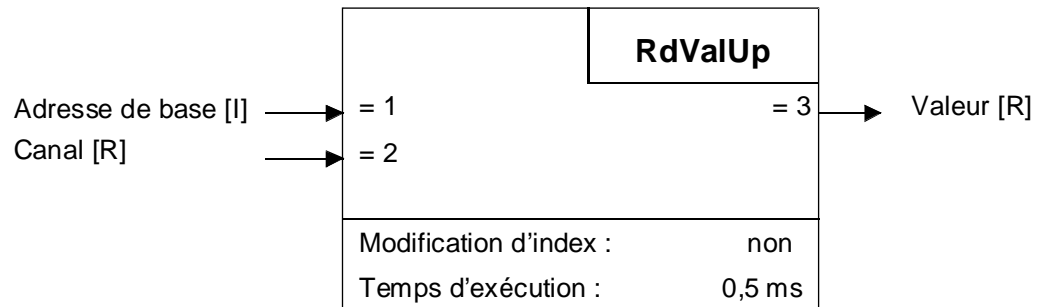 RdValUp
Adresse de base [I] = 1 = 3 Valeur [R]
Canal [R] = 2
Modification d’index : non
Temps d’exécution : 0,5 ms